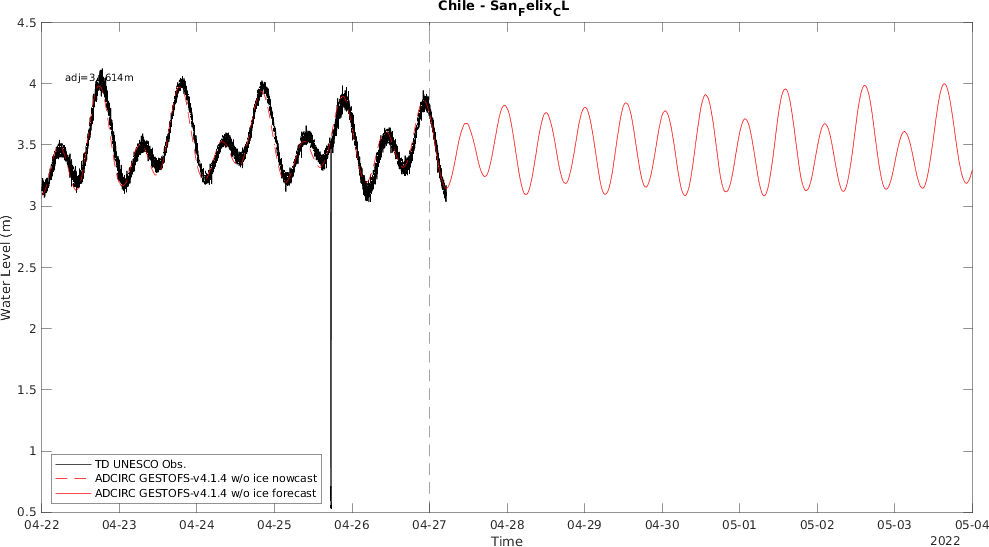 Chile - SanFelixCL
4.5
adj=3.614m
4
3.5
3
2.5
2
1.5
1
0.5
Water Level (m)
TD UNESCO Obs.
ADCIRC GESTOFS-v4.1.4 w/o ice nowcast
ADCIRC GESTOFS-v4.1.4 w/o ice forecast
04-22 04-23 04-24 04-25 04-26 04-27 04-28 04-29 04-30 05-01 05-02 05-03 05-04
Time
2022